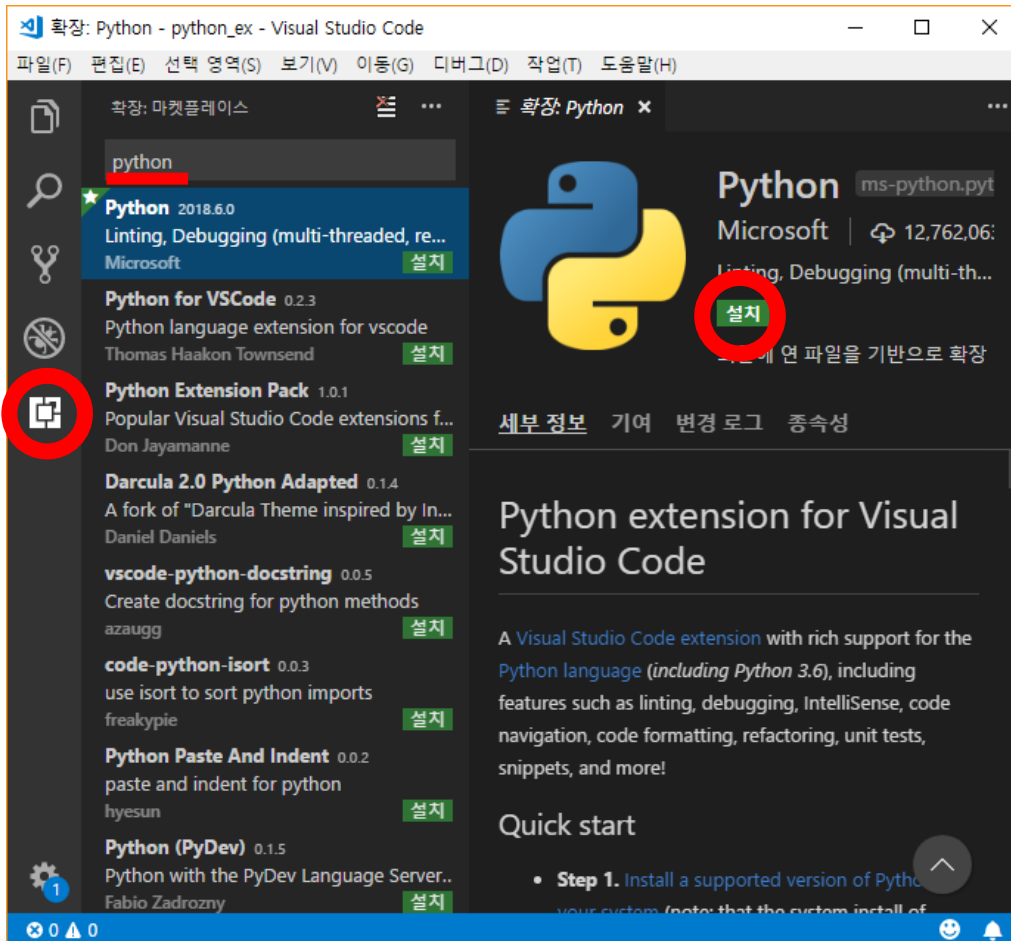 확장: Python - python_ex - Visual Studio Code
파일(F) 편집(E) 선택 영역(S) 보기(V) 이동(G) 디버그(D) 작업(T) 도움말(H)
확장: 마켓플레이스
python
Python 2018.6.0
Linting, Debugging (multi-threaded, re...
Microsoft 설치
Python for VSCode 0.2.3
Python language extension for vscode
Thomas Haakon Townsend 설치
Python Extension Pack 1.0.1
Popular Visual Studio Code extensions f...
Don Jayamanne 설치
Darcula 2.0 Python Adapted 0.1.4
A fork of "Darcula Theme inspired by In...
Daniel Daniels 설치
vscode-python-docstring 0.0.5
Create docstring for python methods
azaugg 설치
code-python-isort 0.0.3
use isort to sort python imports
freakypie 설치
Python Paste And Indent 0.0.2
paste and indent for python
hyesun 설치
Python (PyDev) 0.1.5
Python with the PyDev Language Server...
Fabio Zadrozny 설치
확장: Python
Python ms-python.pyt
Microsoft 12,762,06
Linting, Debugging (multi-th...
설치
연 파일을 기반으로 확장
세부 정보 기여 변경 로그 종속성
Python extension for Visual
Studio Code
A Visual Studio Code extension with rich support for the
Python language (including Python 3.6), including
features such as linting, debugging, IntelliSense, code
navigation, code formatting, refactoring, unit tests,
snippets, and more!
Quick start
• Step 1. Install a supported version of Pytho
your system (note: that the system install of
1
0 0